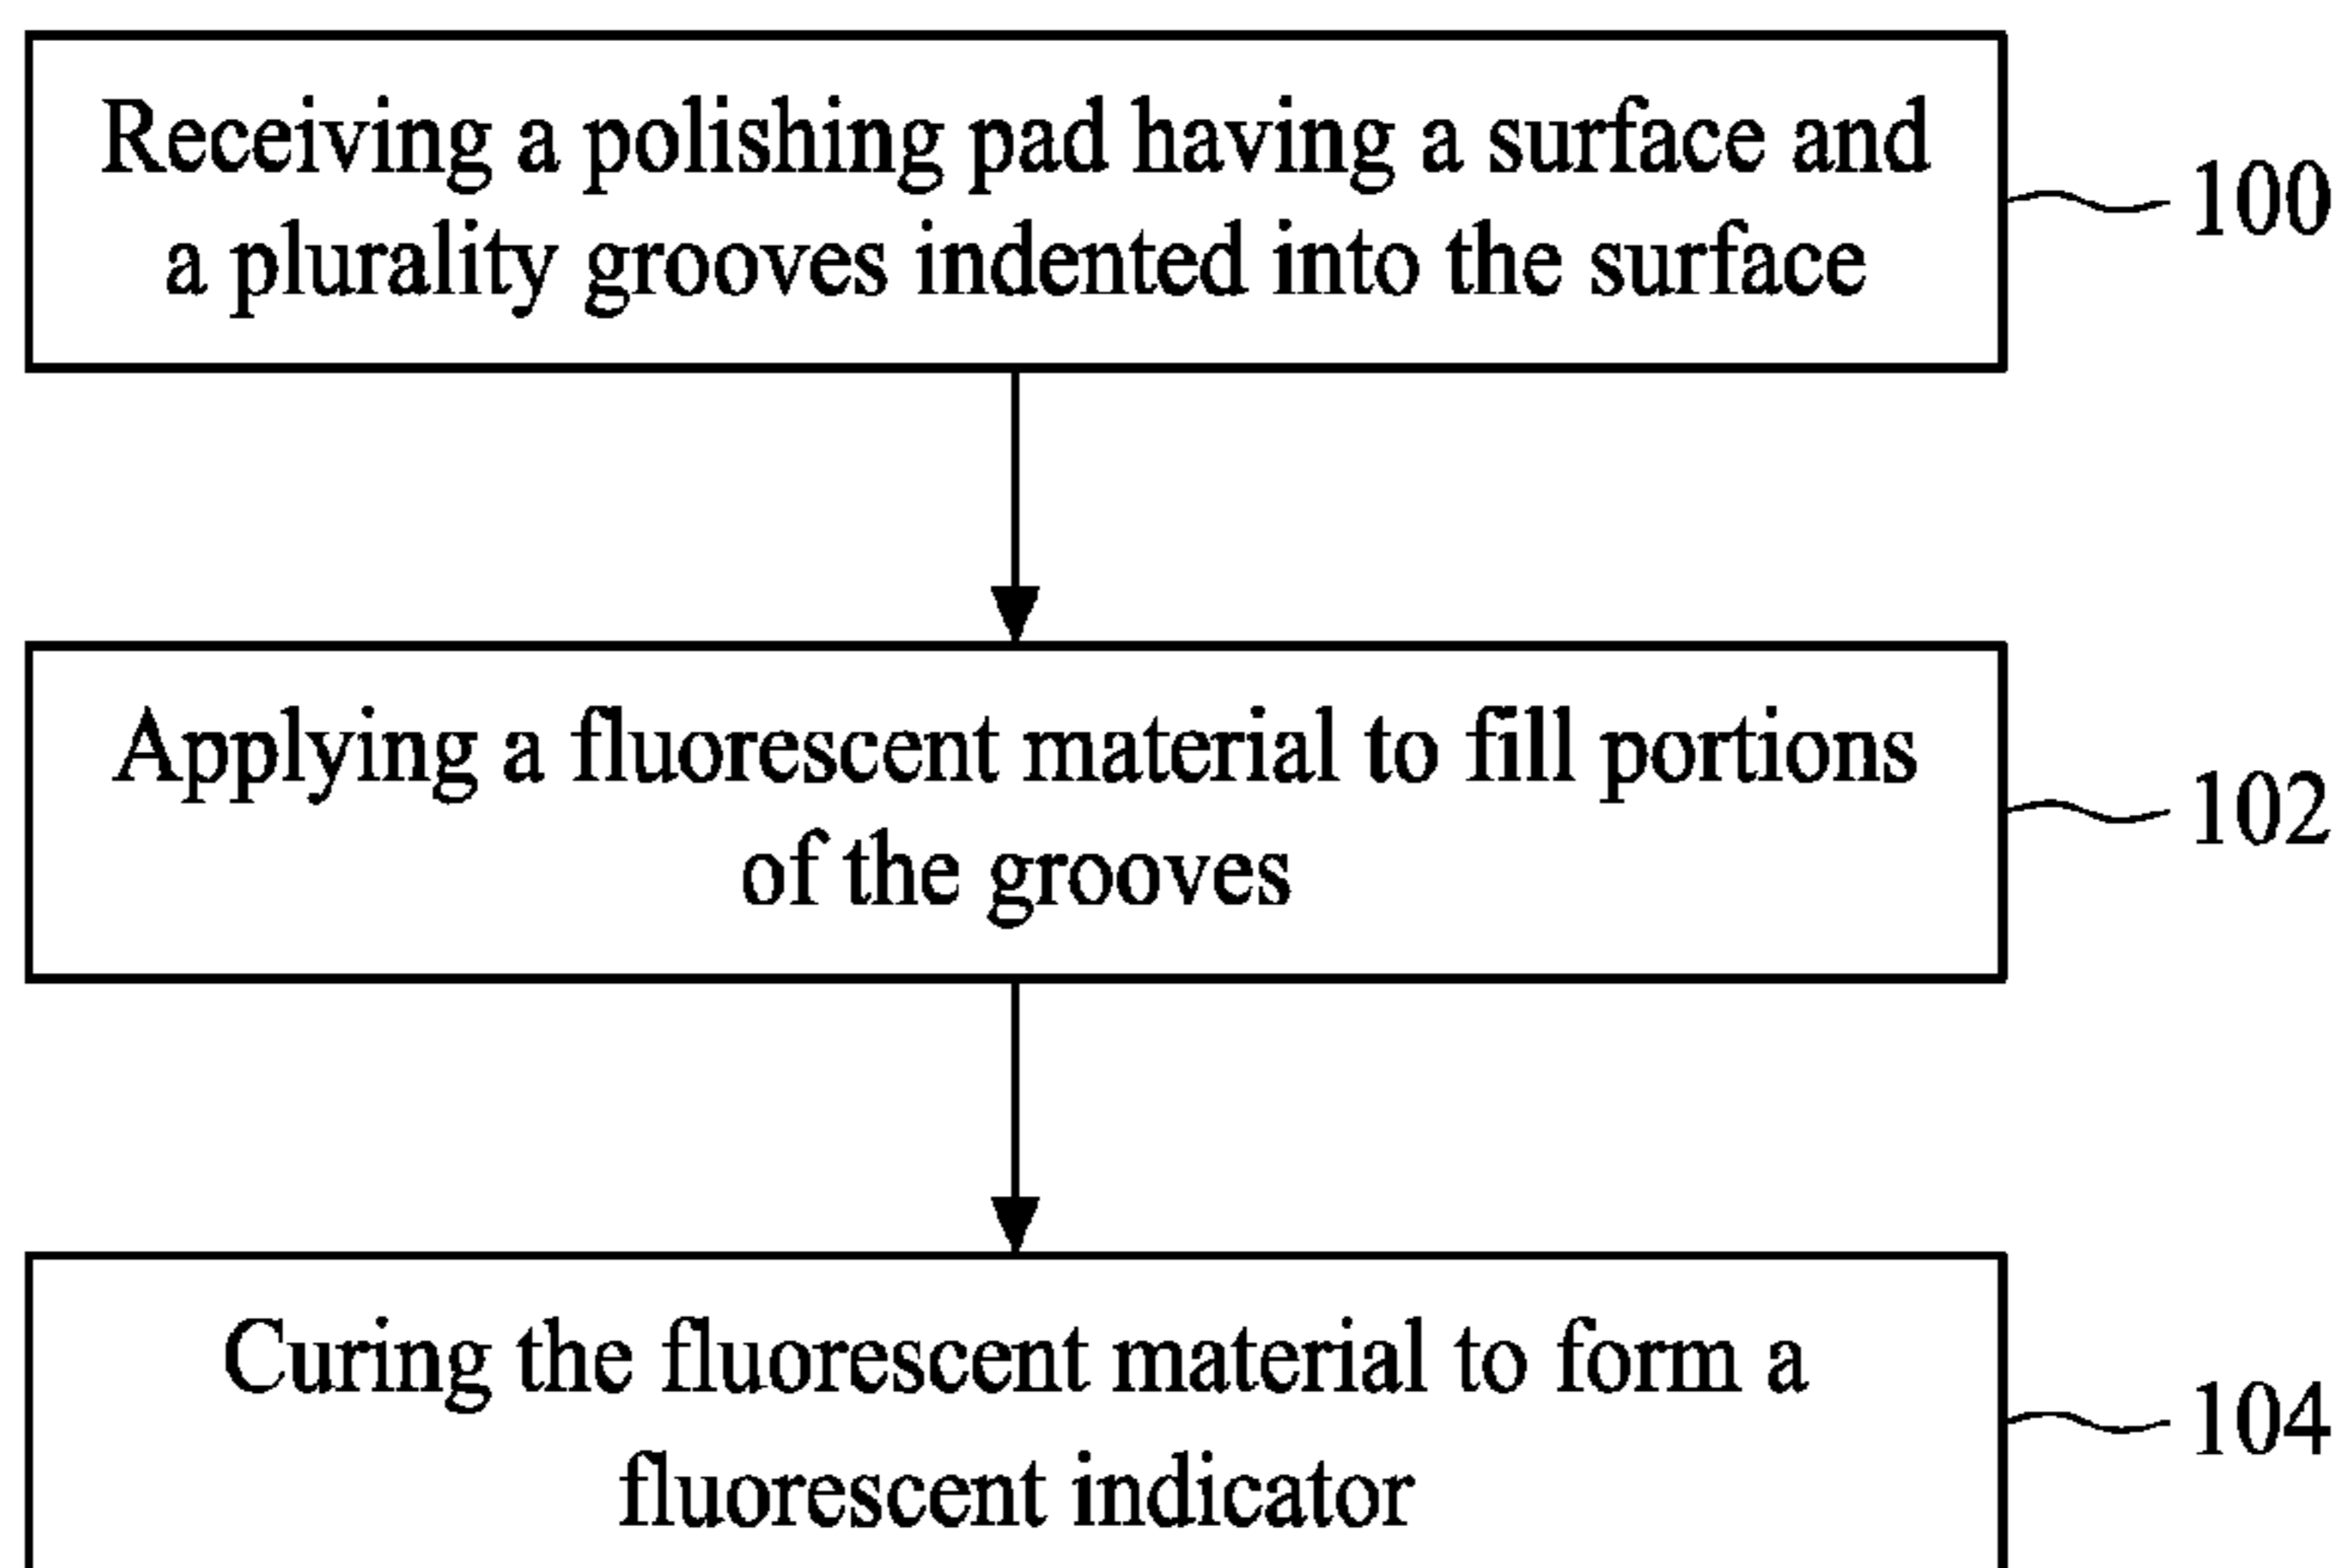 Receiving a polishing pad having a surface and
a plurality grooves indented into the surface
100
Applying a fluorescent material to fill portions
of the grooves
102
Curing the fluorescent material to form a
fluorescent indicator
104